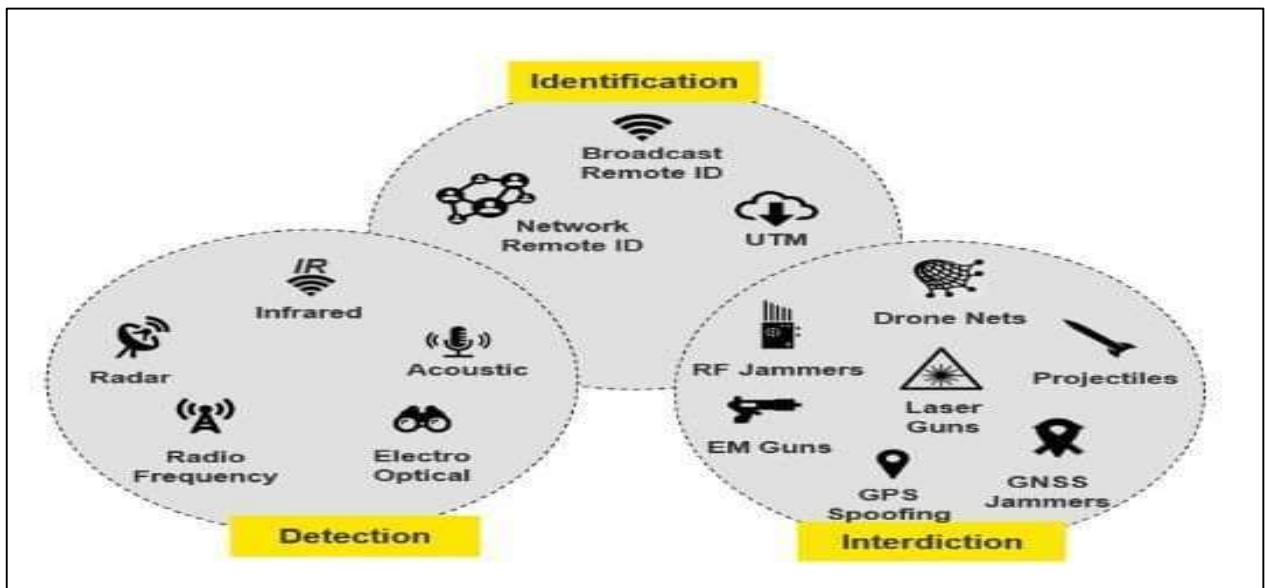 Identification
Broadcast
Remote ID
Network
Remote ID
UTM
IR
Infrared
Radar
Acoustic
Radio
Frequency
Electro
Optical
Detection
Drone Nets
RF Jammers
Projectiles
Laser
Guns
EM Guns
GPS
Spoofing
GNSS
Jammers
Interdiction